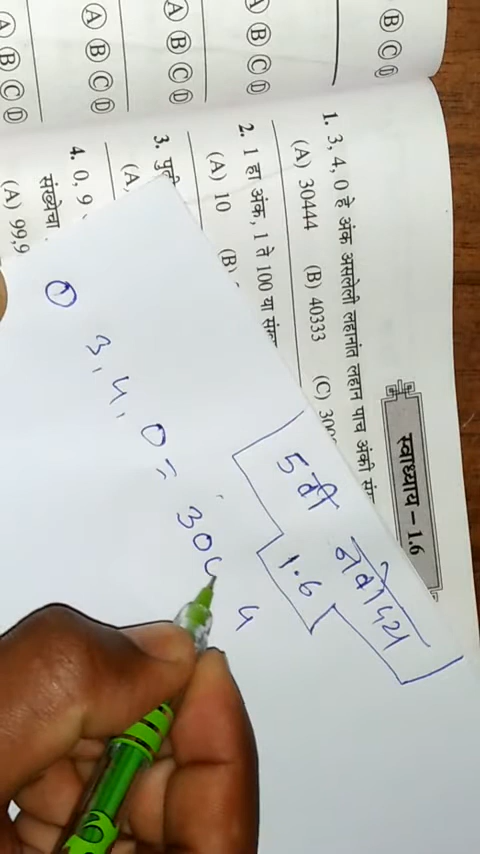 Ⓑ Ⓒ Ⓓ
Ⓐ Ⓑ Ⓒ Ⓓ
Ⓐ Ⓑ Ⓒ Ⓓ
Ⓐ Ⓑ Ⓒ Ⓓ
Ⓐ Ⓑ Ⓒ Ⓓ
स्वाध्याय – 1.6
1. 3, 4, 0 हे अंक असलेली लहानांत लहान पाच अंकी
(A) 30444 (B) 40333 (C)
2. 1 हा अंक, 1 ते 100 या
(A) 10 (B)
3.
(A)
4. 0, 9
संख्येचा
(A) 99,9
5 वी नवोदय
1.6
① 3, 4, 0 = 300
4